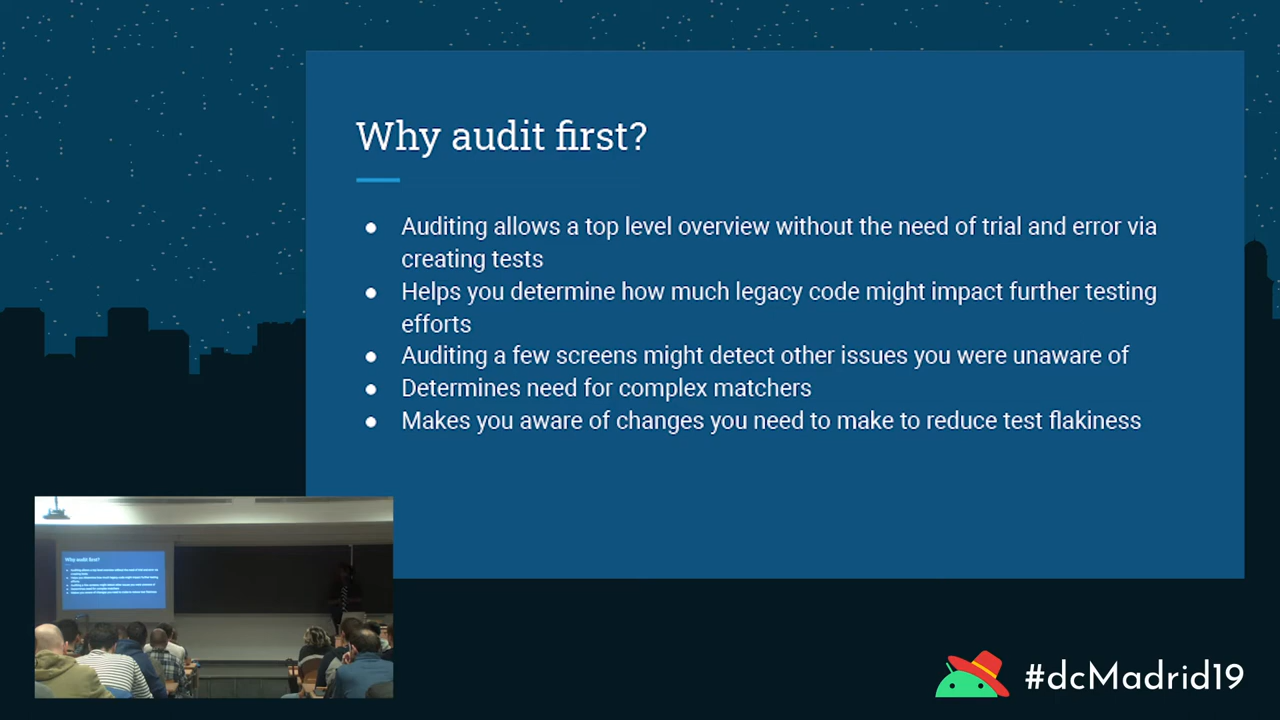 Why audit first?
● Auditing allows a top level overview without the need of trial and error via
creating tests
● Helps you determine how much legacy code might impact further testing
efforts
● Auditing a few screens might detect other issues you were unaware of
● Determines need for complex matchers
● Makes you aware of changes you need to make to reduce test flakiness
Why audit first?
#dcMadrid19